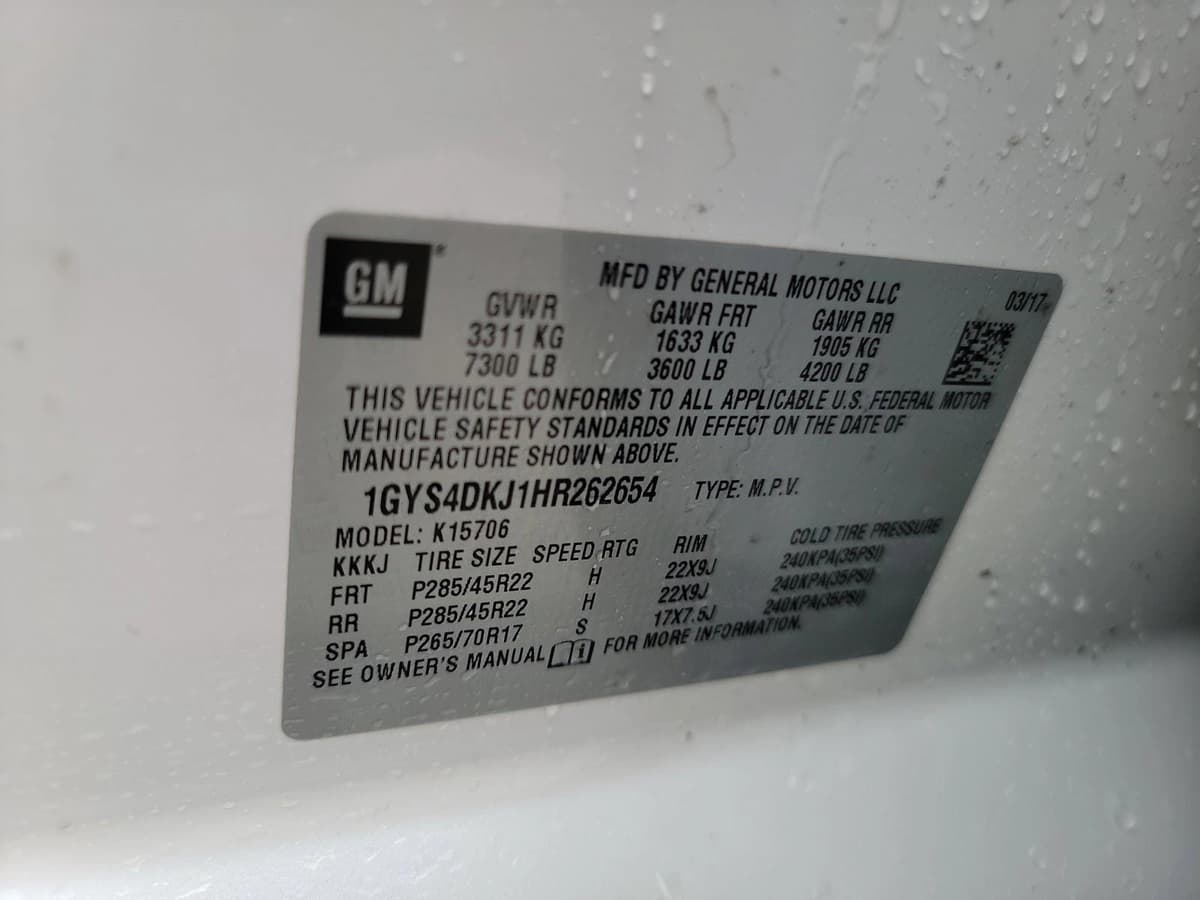 GM®
MFD BY GENERAL MOTORS LLC 03/17
GVWR GAWR FRT GAWR RR
3311 KG 1633 KG 1905 KG
7300 LB 3600 LB 4200 LB
THIS VEHICLE CONFORMS TO ALL APPLICABLE U.S. FEDERAL MOTOR
VEHICLE SAFETY STANDARDS IN EFFECT ON THE DATE OF
MANUFACTURE SHOWN ABOVE.
1GYS4DKJ1HR262654 TYPE: M.P.V.
MODEL: K15706
KKKJ TIRE SIZE SPEED RTG RIM COLD TIRE PRESSURE
FRT P285/45R22 H 22X9J 240KPA(35PSI)
RR P285/45R22 H 22X9J 240KPA(35PSI)
SPA P265/70R17 S 17X7.5J 240KPA(35PSI)
SEE OWNER'S MANUAL i FOR MORE INFORMATION.